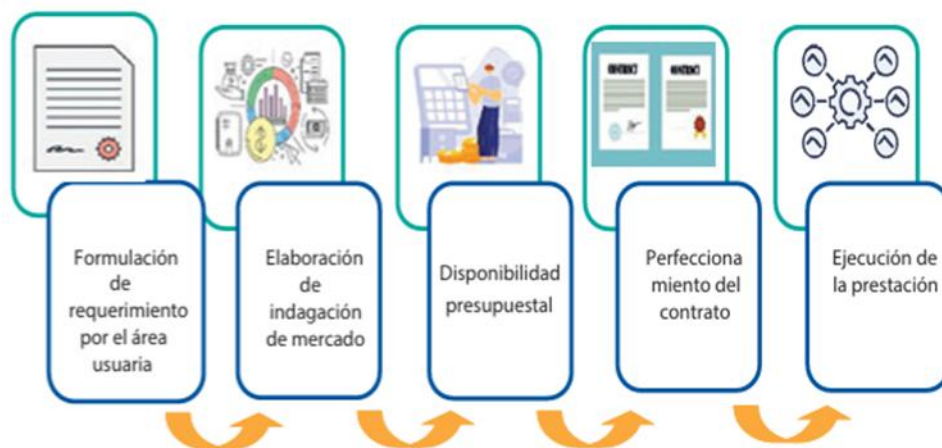 Formulación
de
requerimiento
por el área
usuaria
Elaboración
de
indagación
de mercado
Disponibilidad
presupuestal
Perfecciona
miento del
contrato
Ejecución de
la prestación